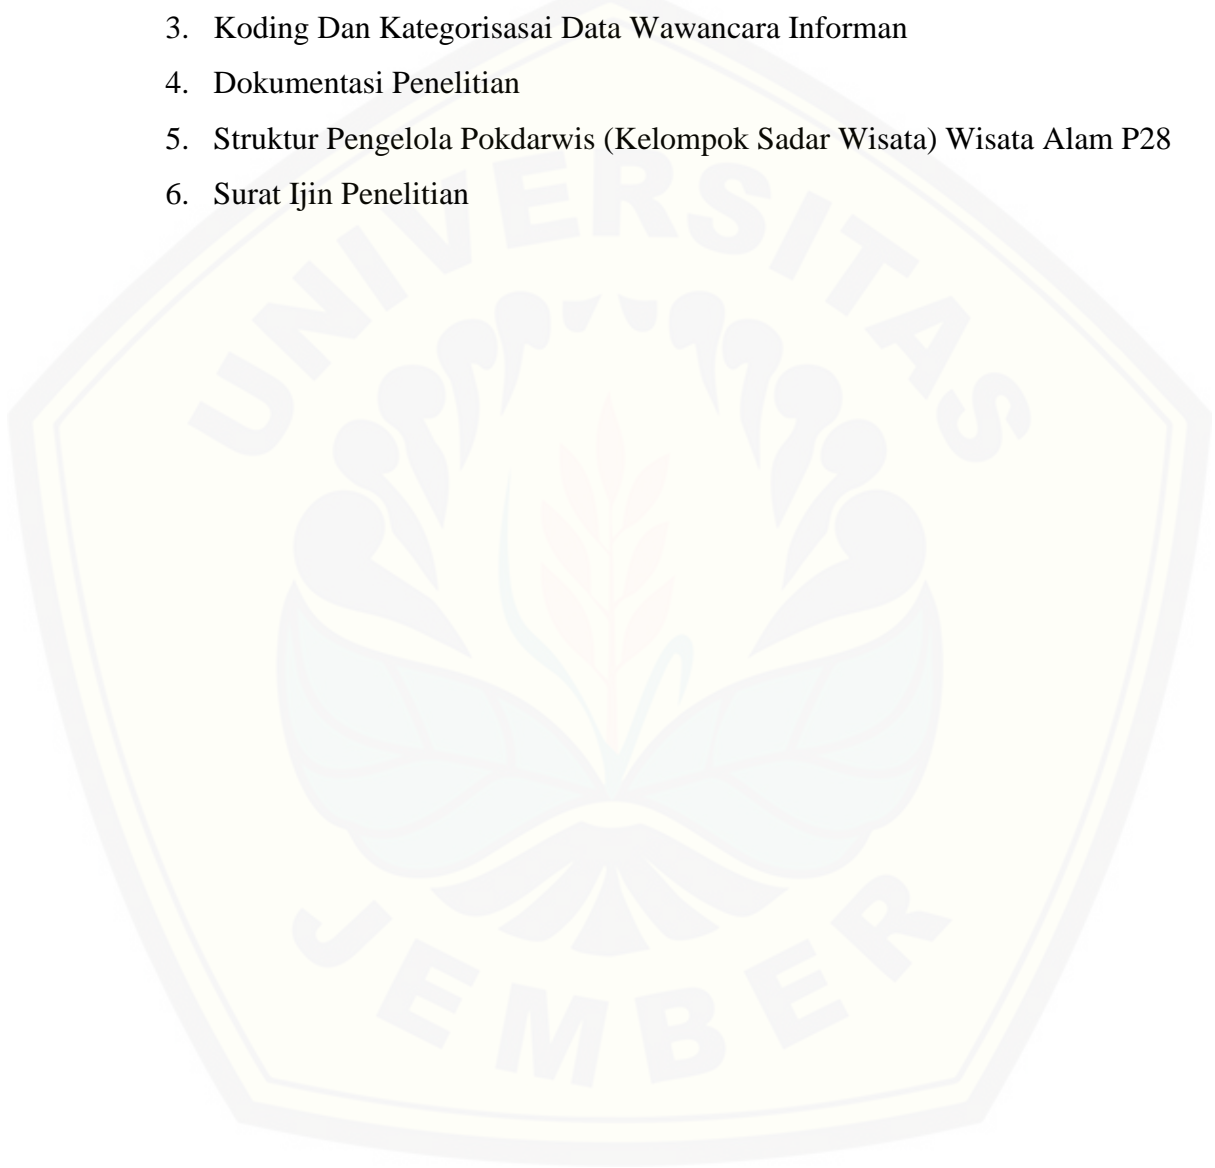 3. Koding Dan Kategorisasai Data Wawancara Informan
4. Dokumentasi Penelitian
5. Struktur Pengelola Pokdarwis (Kelompok Sadar Wisata) Wisata Alam P28
6. Surat Ijin Penelitian
UNIVERSITAS
JEMBER